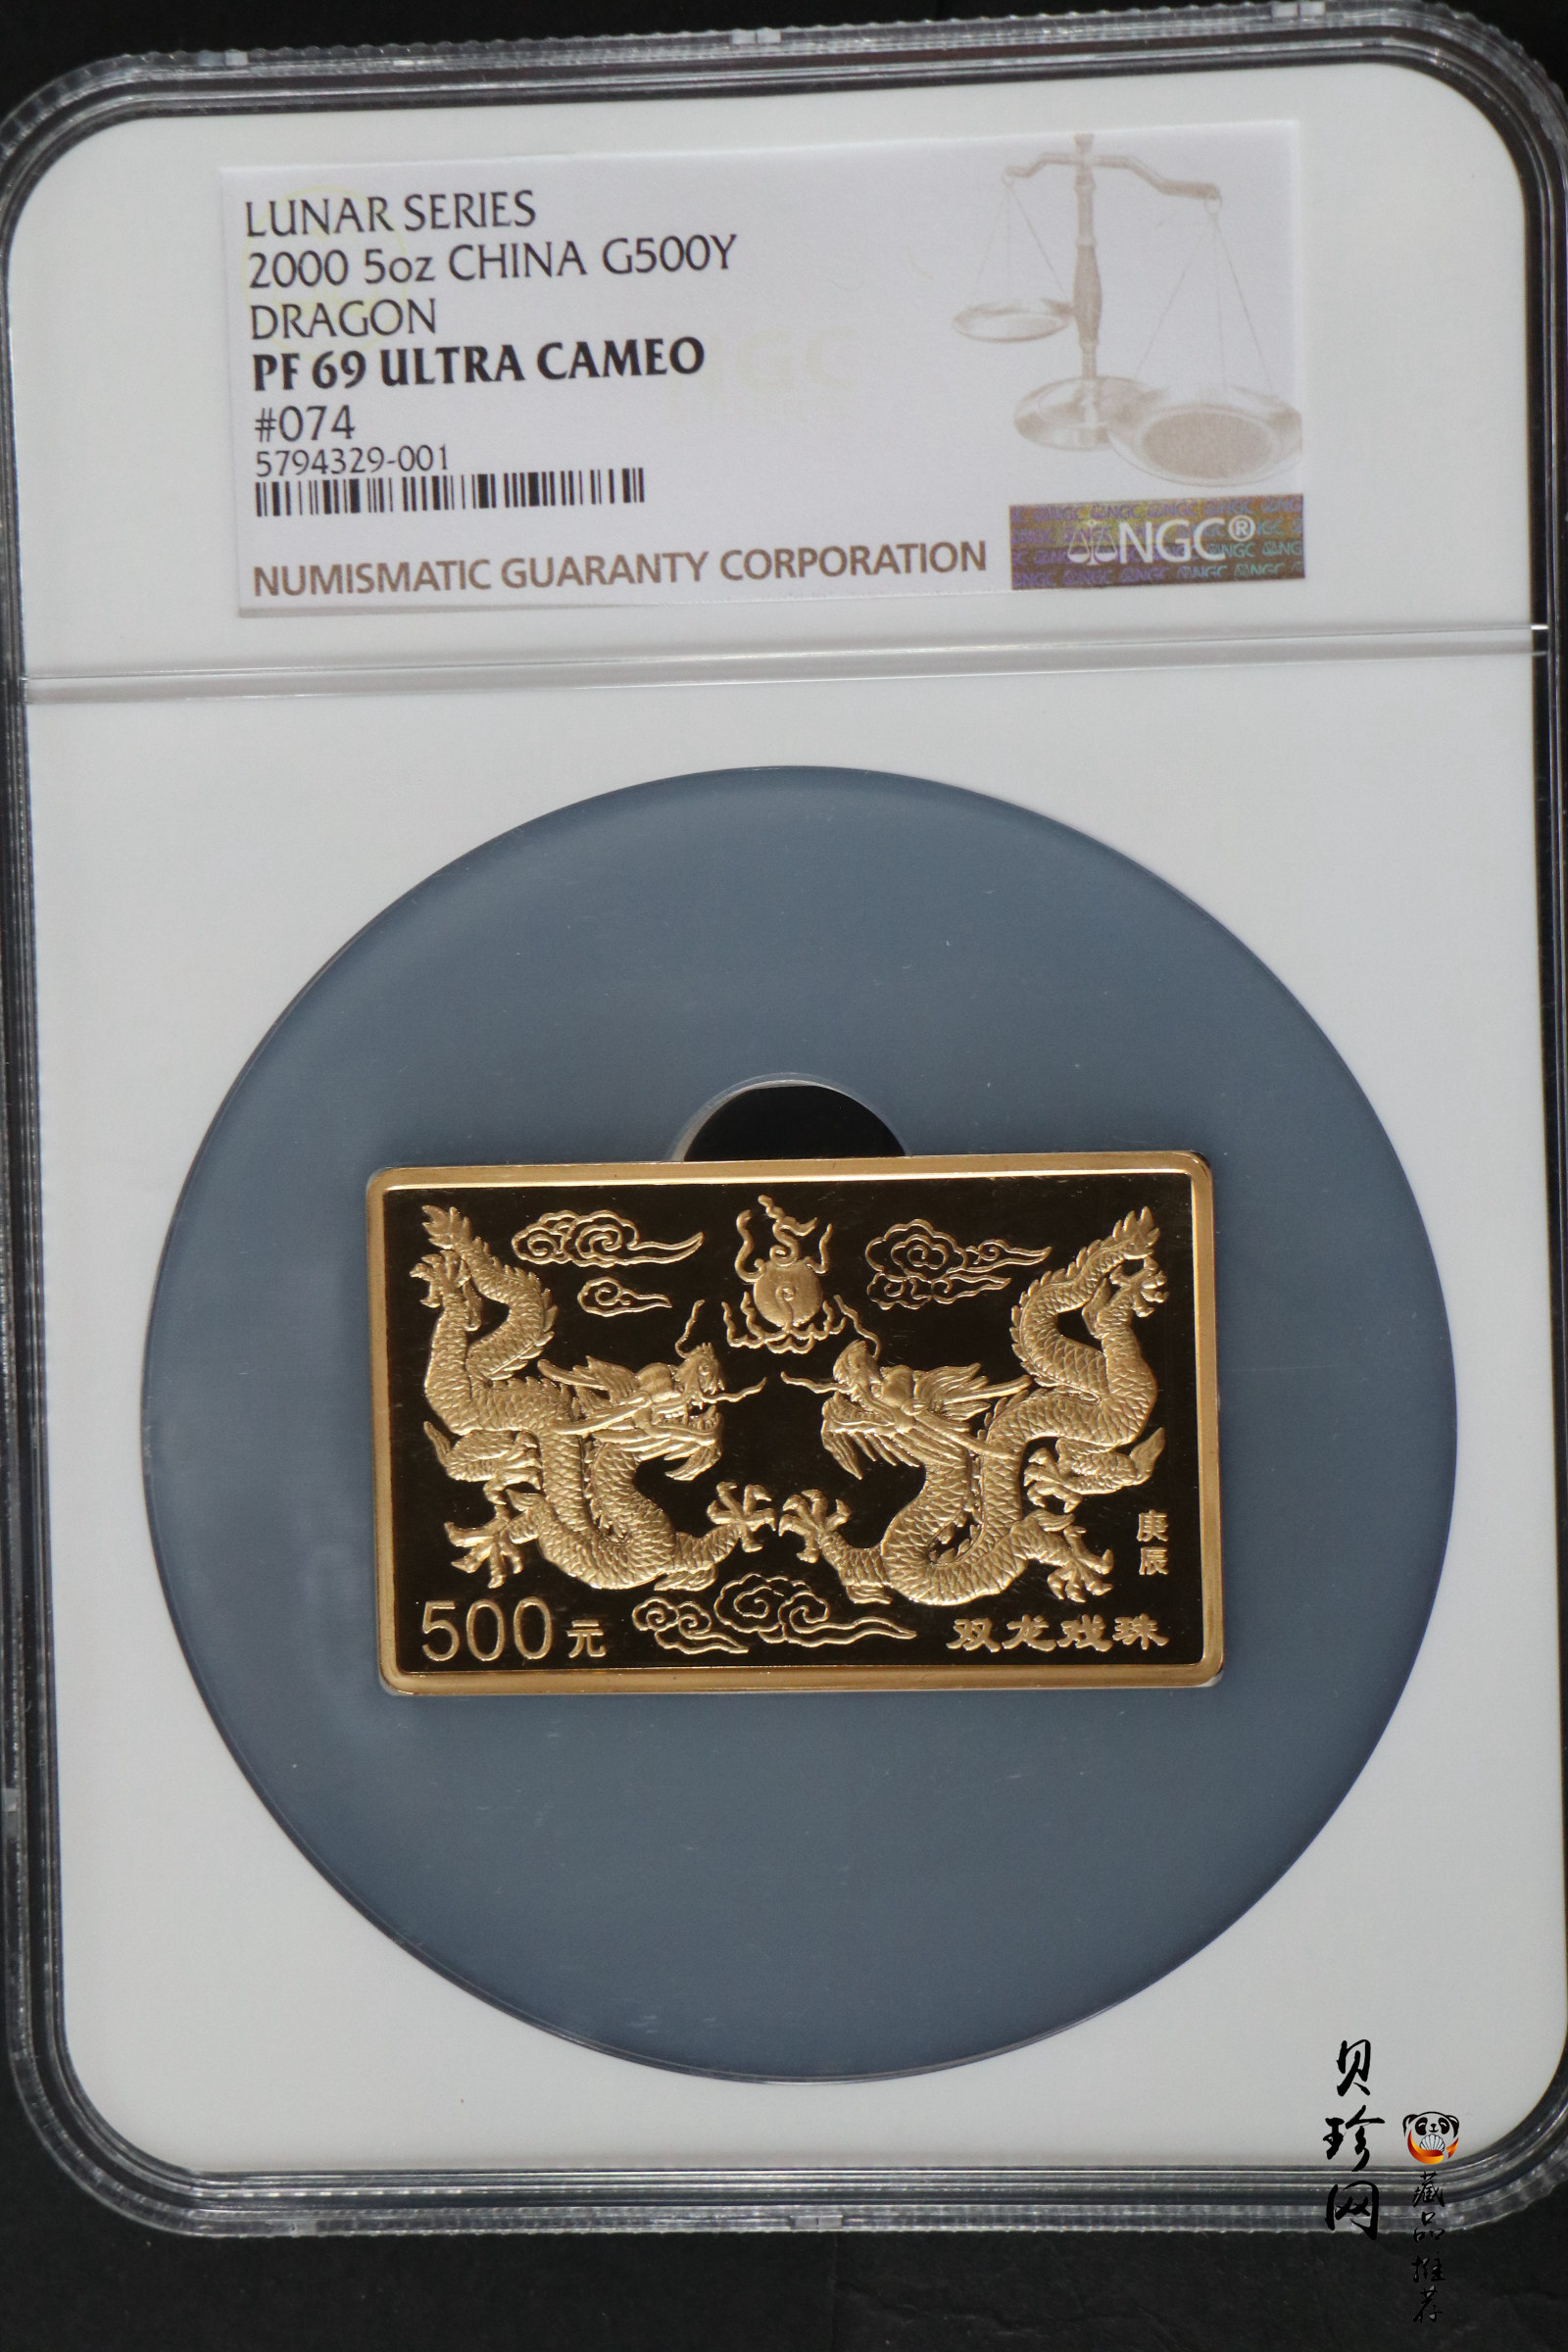 LUNAR SERIES
2000 5oz CHINA G500Y
DRAGON
PF 69 ULTRA CAMEO
#074
5794329-001
NUMISMATIC GUARANTY CORPORATION
NGC®
庚辰
500元
双龙戏珠
贝珍网
藏品推荐